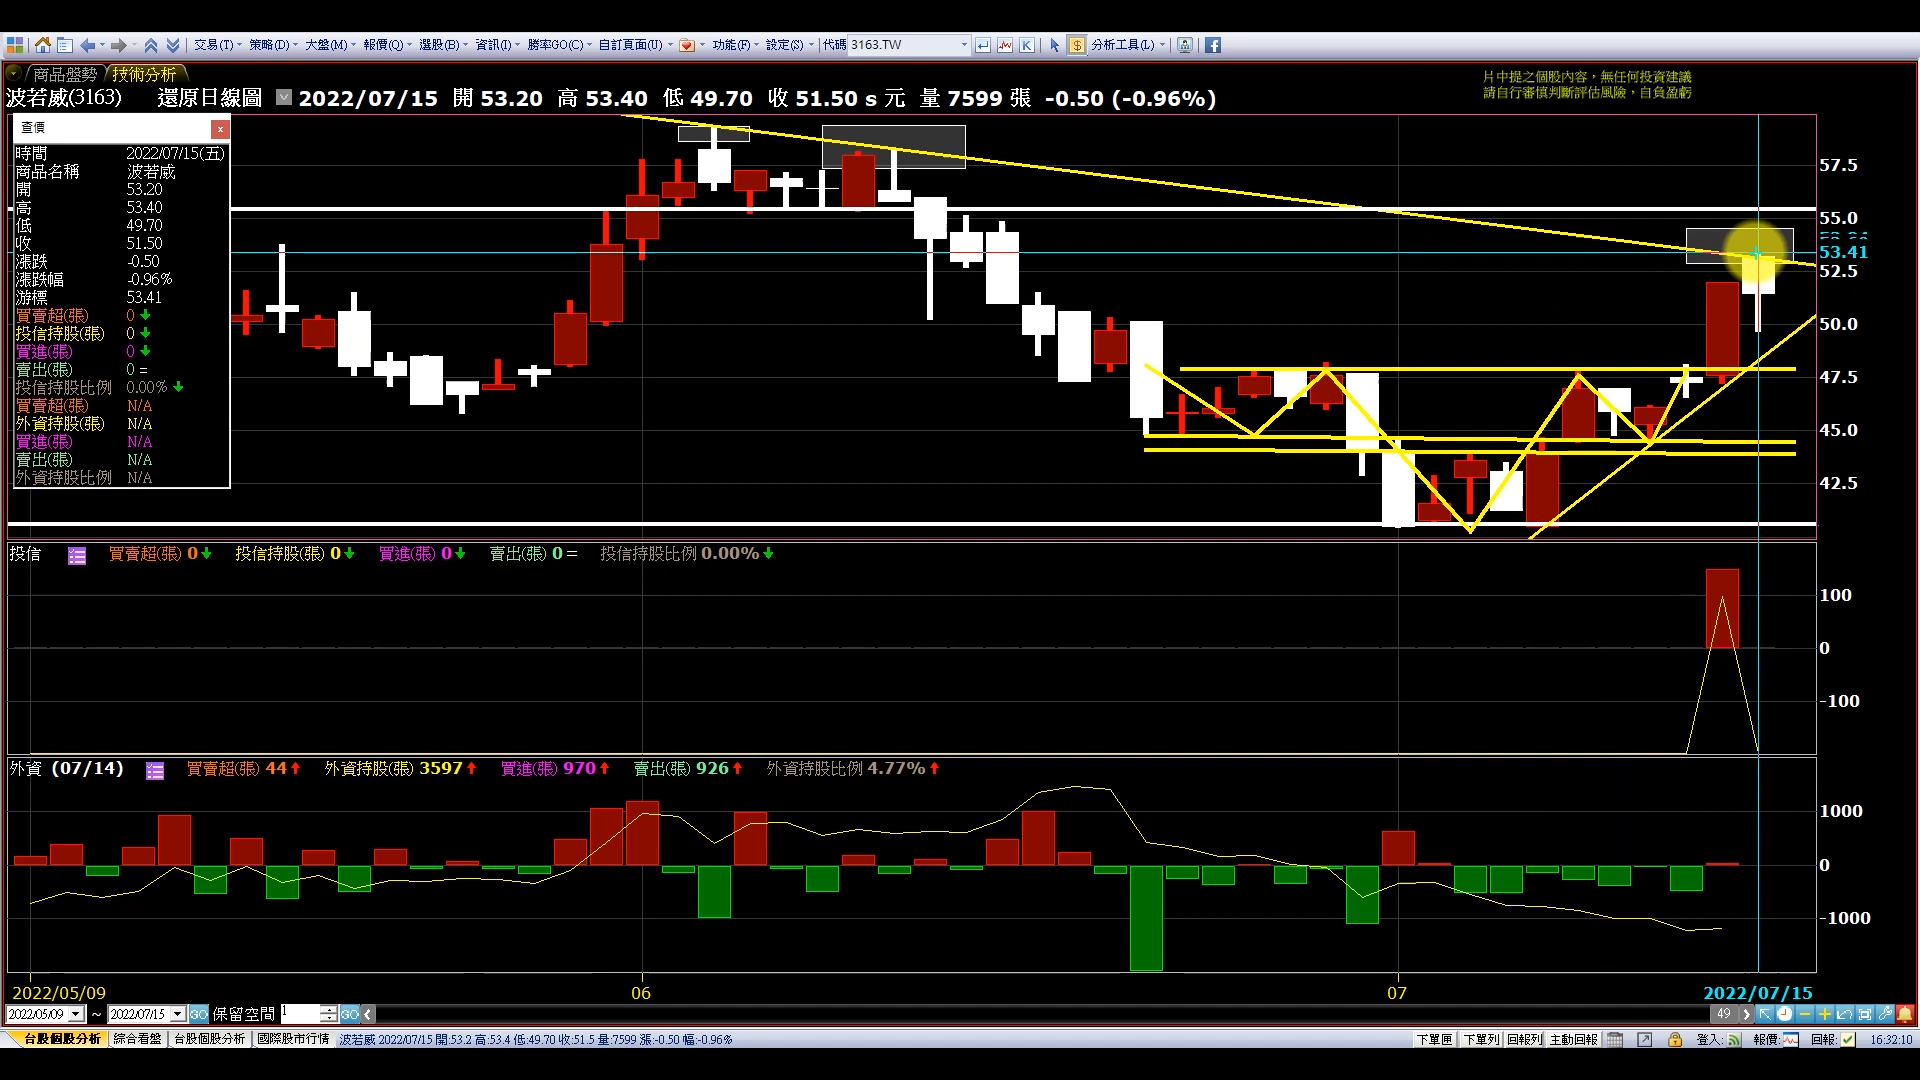 交易(T) 策略(D) 大盤(M) 報價(Q) 選股(B) 資訊(I) 勝率GO(C) 自訂頁面(U) 功能(F) 設定(S) 代碼 3163.TW K $ 分析工具(L)
商品盤勢 技術分析
片中提之個股內容，無任何投資建議
請自行審慎判斷評估風險，自負盈虧
波若威(3163) 還原日線圖 2022/07/15 開 53.20 高 53.40 低 49.70 收 51.50 s 元 量 7599 張 -0.50 (-0.96%)
查價 x
時間 2022/07/15(五)
商品名稱 波若威
開 53.20
高 53.40
低 49.70
收 51.50
漲跌 -0.50
漲跌幅 -0.96%
游標 53.41
買賣超(張) 0
投信持股(張) 0
買進(張) 0
賣出(張) 0 =
投信持股比例 0.00%
買賣超(張) N/A
外資持股(張) N/A
買進(張) N/A
賣出(張) N/A
外資持股比例 N/A
57.5
55.0
53.41
52.5
50.0
47.5
45.0
42.5
投信 買賣超(張) 0 投信持股(張) 0 買進(張) 0 賣出(張) 0 = 投信持股比例 0.00%
100
0
-100
外資 (07/14) 買賣超(張) 44 外資持股(張) 3597 買進(張) 970 賣出(張) 926 外資持股比例 4.77%
1000
0
-1000
2022/05/09 06 07 2022/07/15
2022/05/09 ~ 2022/07/15 GO 保留空間 1 GO 49
台股個股分析 綜合看盤 台股個股分析 國際股市行情 波若威 2022/07/15 開:53.2 高:53.4 低:49.70 收:51.5 量:7599 漲:-0.50 幅:-0.96% 下單匣 下單列 回報列 主動回報 登入: 報價: 回報: 16:32:10